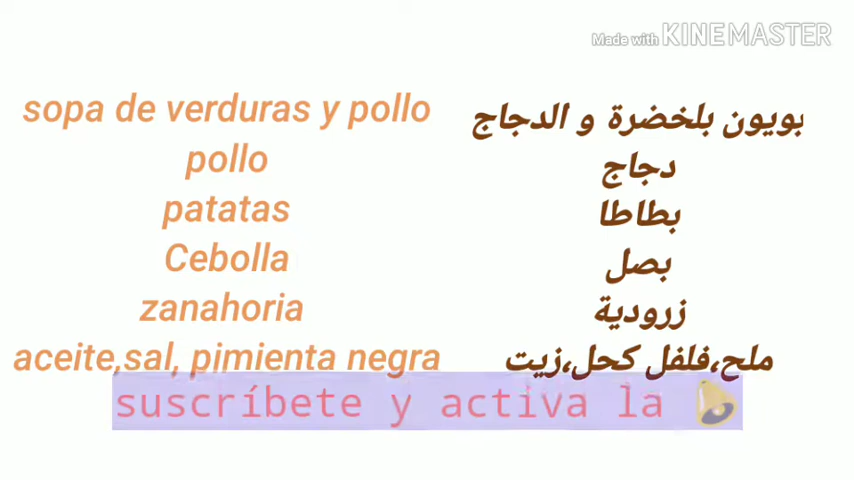 Made with KINEMASTER
sopa de verduras y pollo
بويون بلخضرة و الدجاج
pollo
دجاج
patatas
بطاطا
Cebolla
بصل
zanahoria
زرودية
aceite,sal, pimienta negra
ملح،فلفل كحل،زيت
suscríbete y activa la